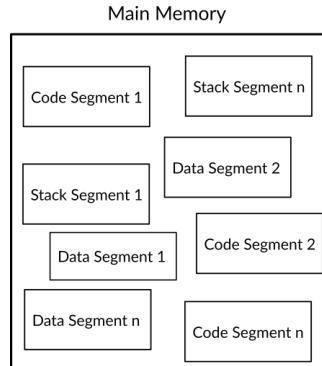 Main Memory
Code Segment 1
Stack Segment n
Data Segment 2
Stack Segment 1
Code Segment 2
Data Segment 1
Data Segment n
Code Segment n